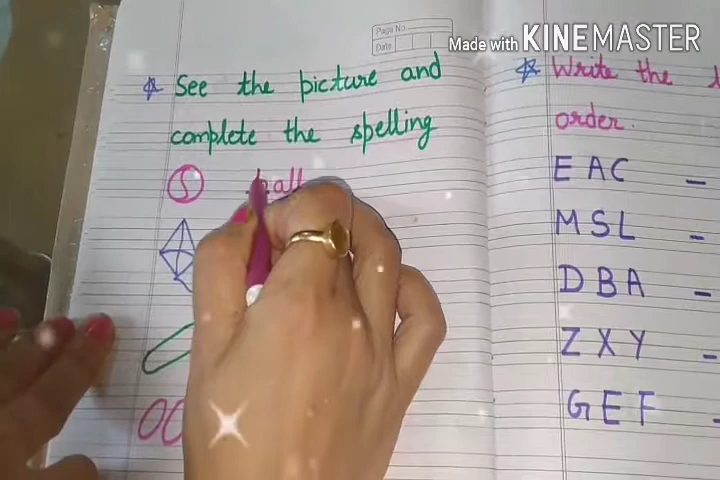 Page No.
Date
Made with KINEMASTER
☆ See the picture and
complete the spelling
ball
☆ Write the
order.
E A C _
M S L _
D B A _
Z X Y _
G E F _